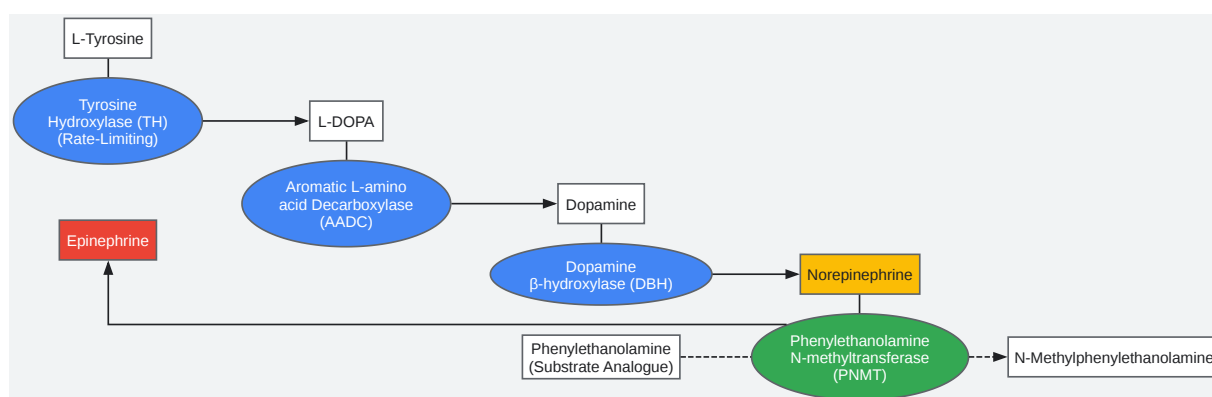 L-Tyrosine
Tyrosine
Hydroxylase (TH)
(Rate-Limiting)
L-DOPA
Aromatic L-amino
acid Decarboxylase
(AADC)
Dopamine
Epinephrine
Dopamine
β-hydroxylase (DBH)
Norepinephrine
Phenylethanolamine
(Substrate Analogue)
Phenylethanolamine
N-methyltransferase
(PNMT)
N-Methylphenylethanolamine